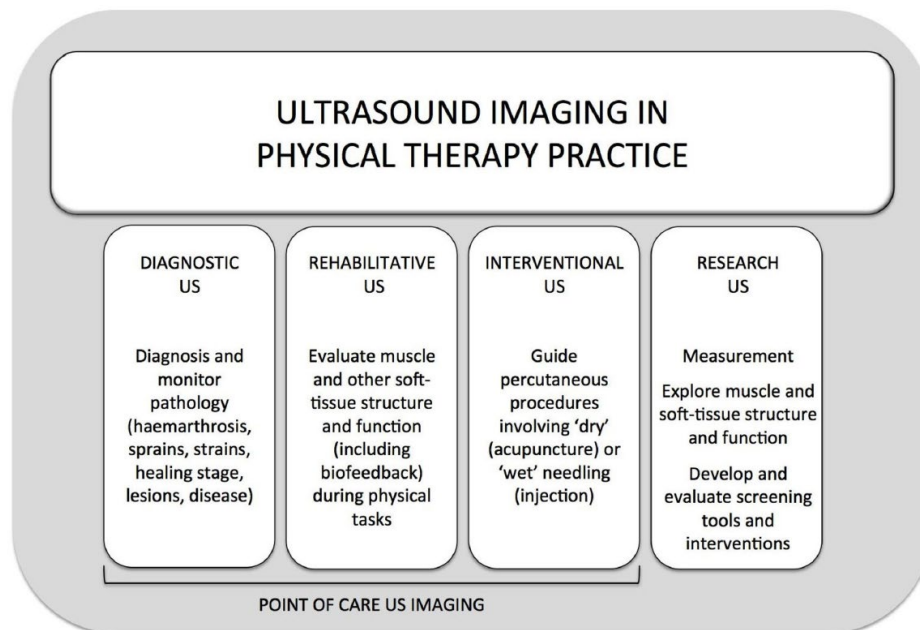 ULTRASOUND IMAGING IN
PHYSICAL THERAPY PRACTICE
DIAGNOSTIC
US
Diagnosis and
monitor
pathology
(haemarthrosis,
sprains, strains,
healing stage,
lesions, disease)
REHABILITATIVE
US
Evaluate muscle
and other soft-
tissue structure
and function
(including
biofeedback)
during physical
tasks
INTERVENTIONAL
US
Guide
percutaneous
procedures
involving ‘dry’
(acupuncture) or
‘wet’ needling
(injection)
RESEARCH
US
Measurement
Explore muscle and
soft-tissue structure
and function
Develop and
evaluate screening
tools and
interventions
POINT OF CARE US IMAGING